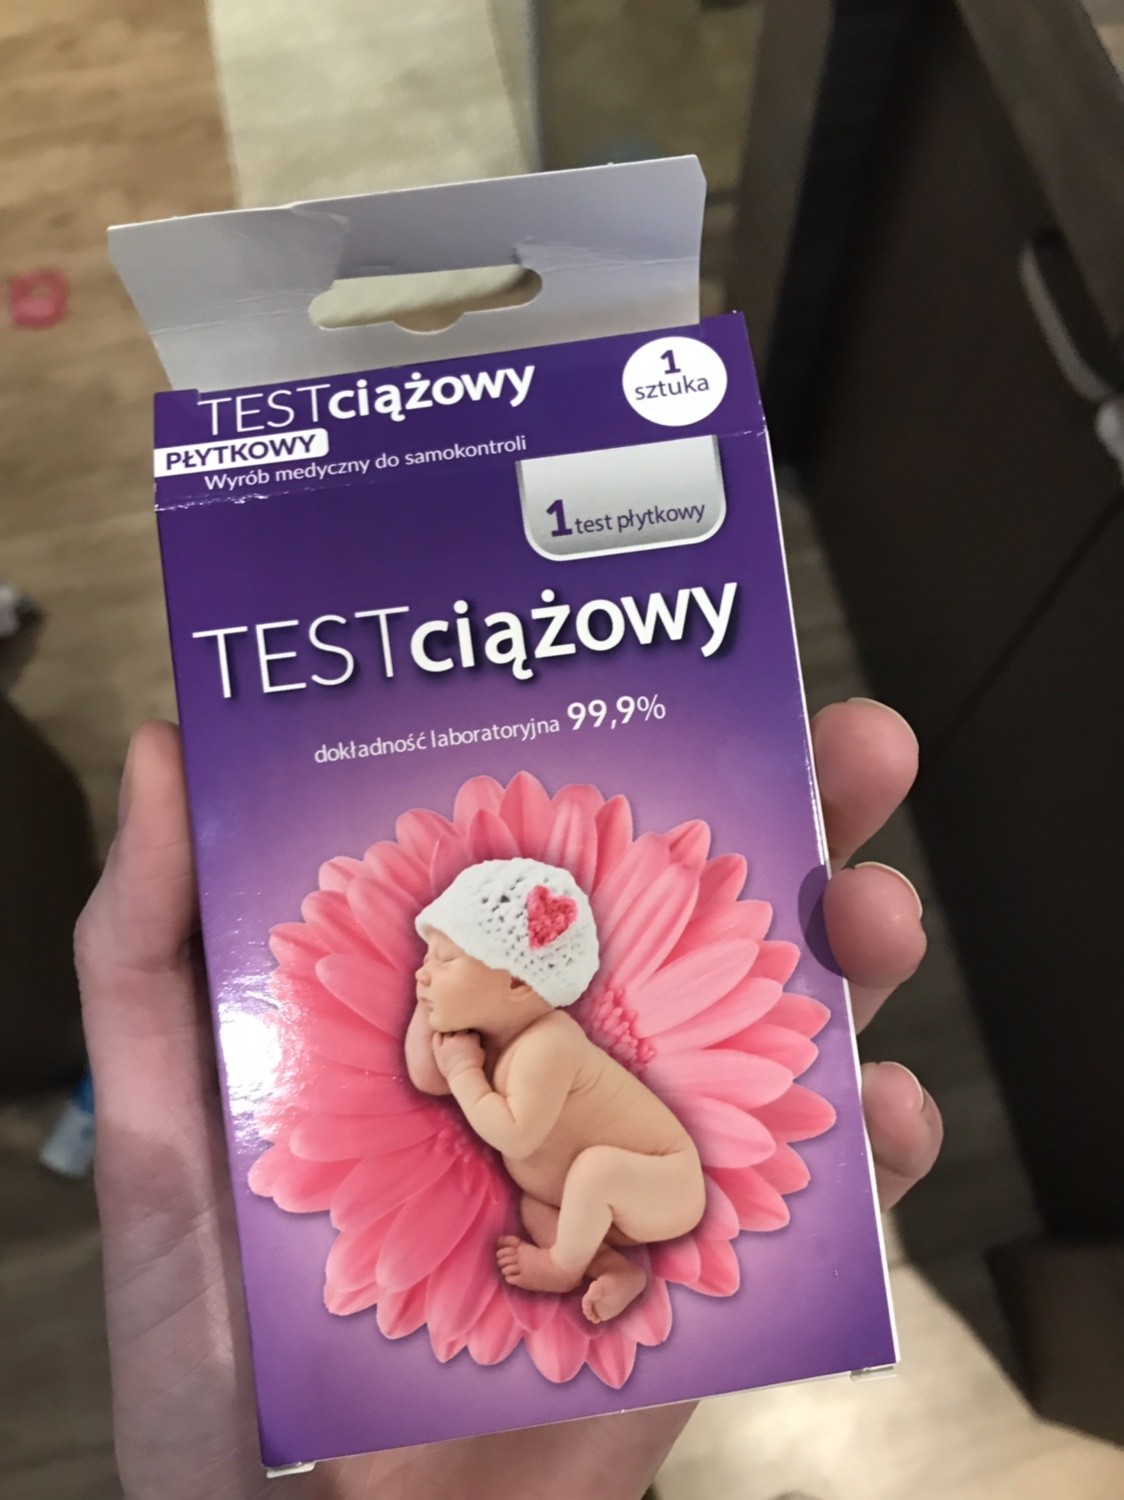 TESTciążowy
1
sztuka
PŁYTKOWY
Wyrób medyczny do samokontroli
1 test płytkowy
TESTciążowy
dokładność laboratoryjna 99,9%